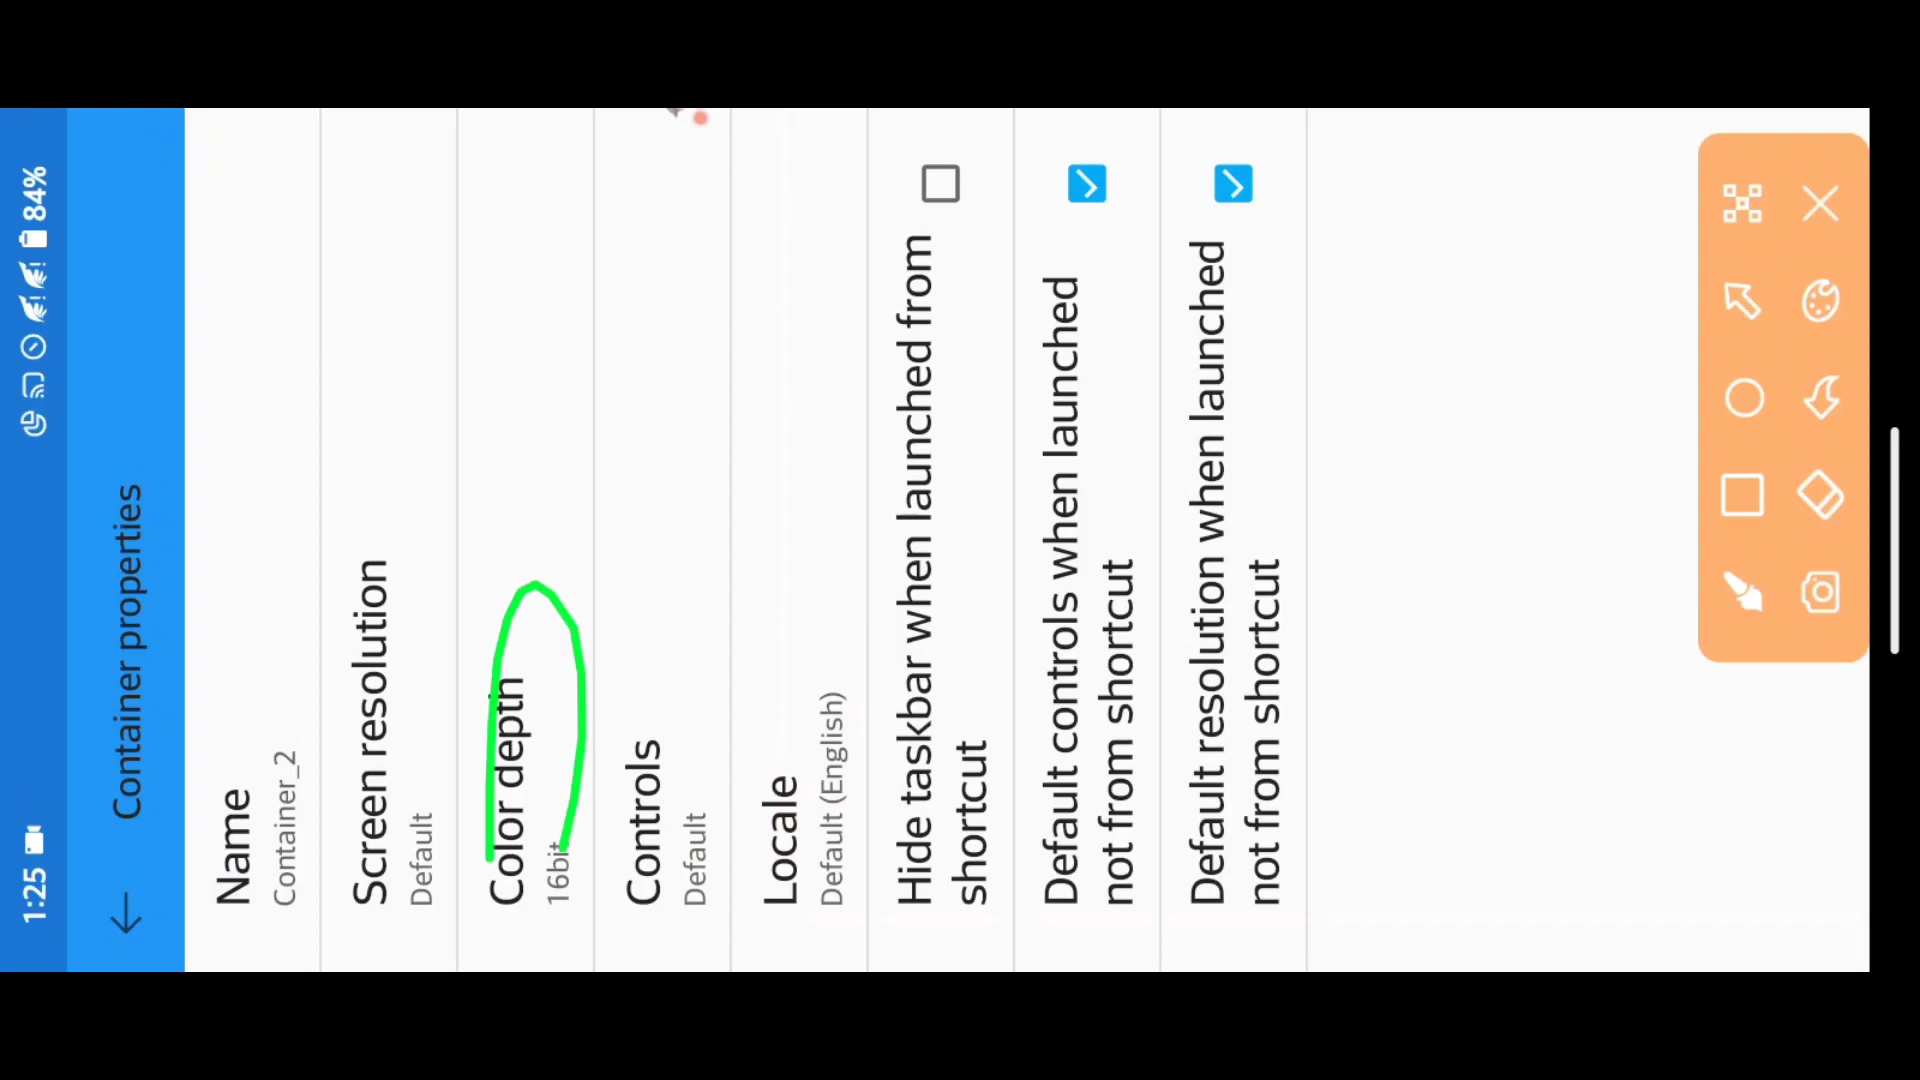 1:25
84%
Container properties
Name
Container_2
Screen resolution
Default
Color depth
16bit
Controls
Default
Locale
Default (English)
Hide taskbar when launched from
shortcut
Default controls when launched
not from shortcut
Default resolution when launched
not from shortcut